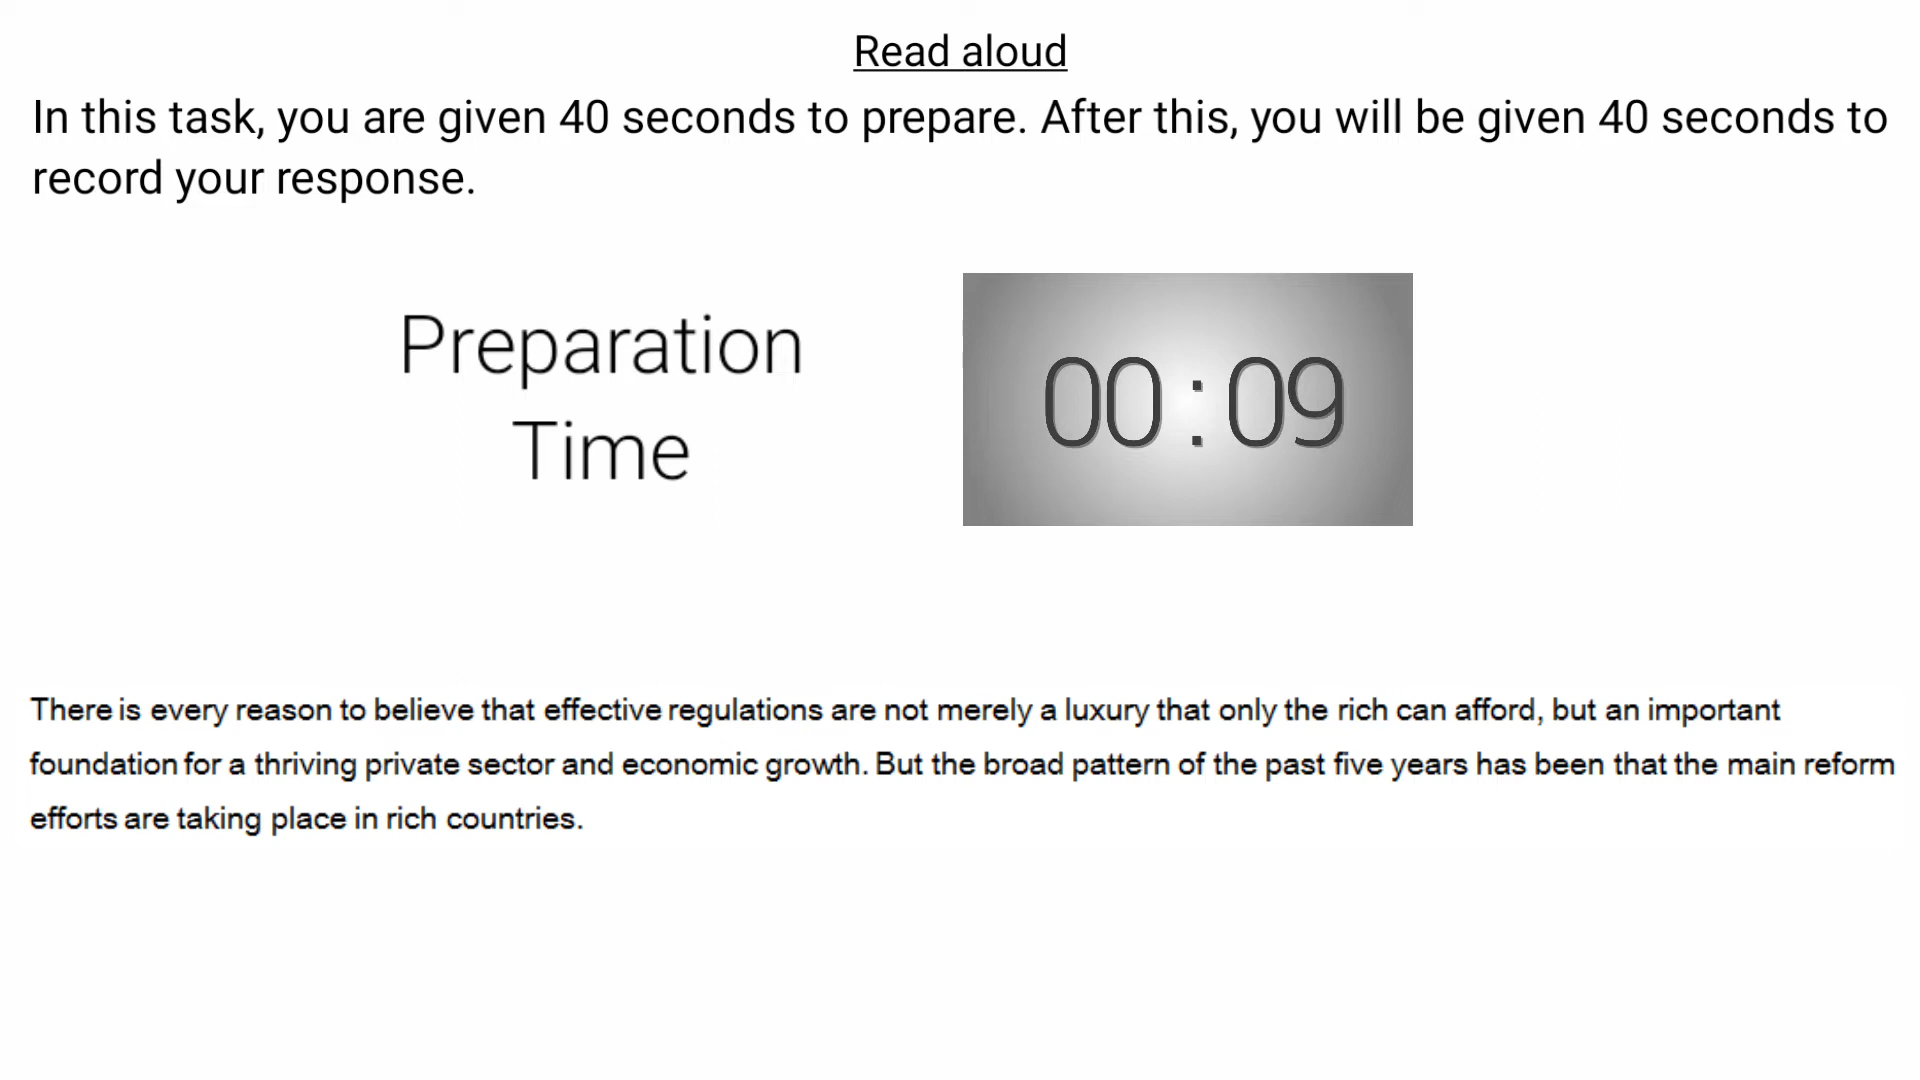 Read aloud
In this task, you are given 40 seconds to prepare. After this, you will be given 40 seconds to
record your response.
Preparation
Time
00:09
There is every reason to believe that effective regulations are not merely a luxury that only the rich can afford, but an important
foundation for a thriving private sector and economic growth. But the broad pattern of the past five years has been that the main reform
efforts are taking place in rich countries.